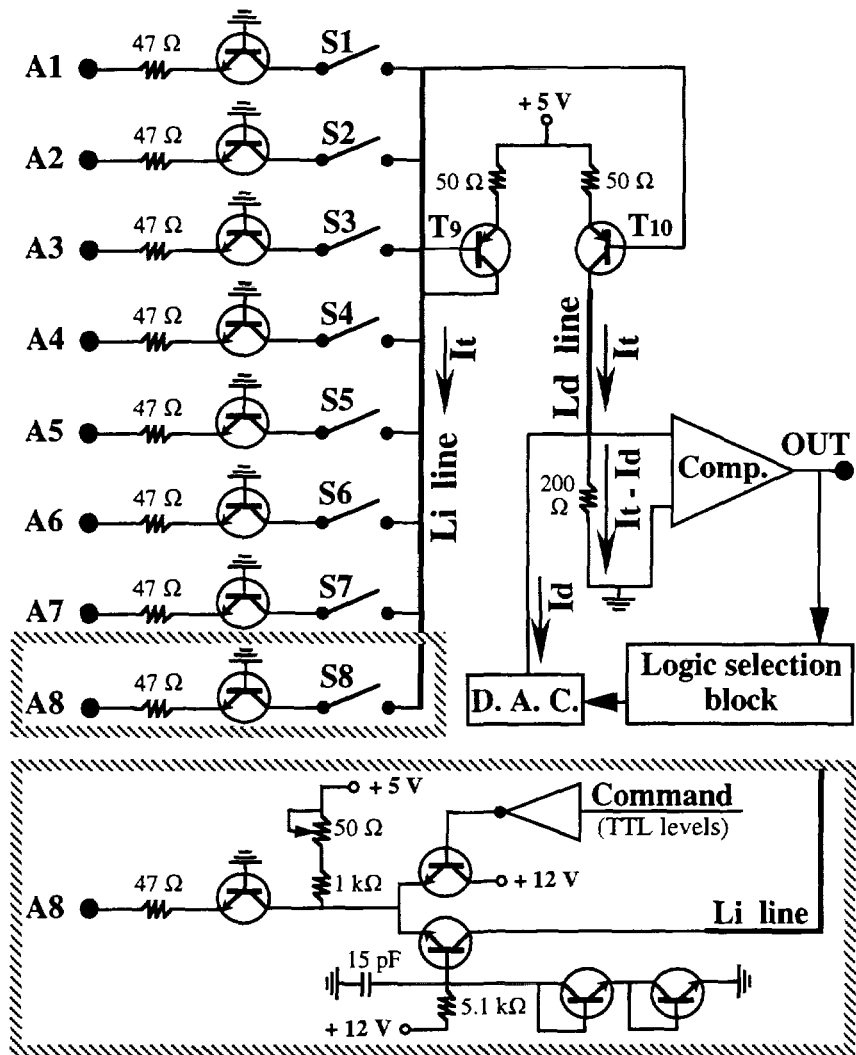 A1
47 Ω
S1
A2
47 Ω
S2
A3
47 Ω
S3
A4
47 Ω
S4
A5
47 Ω
S5
A6
47 Ω
S6
A7
47 Ω
S7
A8
47 Ω
S8
Li line
It
+ 5 V
50 Ω
50 Ω
T9
T10
Ld line
It
200
Ω
It - Id
Id
Comp.
OUT
D. A. C.
Logic selection
block
A8
47 Ω
+ 5 V
50 Ω
1 kΩ
Command
(TTL levels)
+ 12 V
Li line
15 pF
5.1 kΩ
+ 12 V